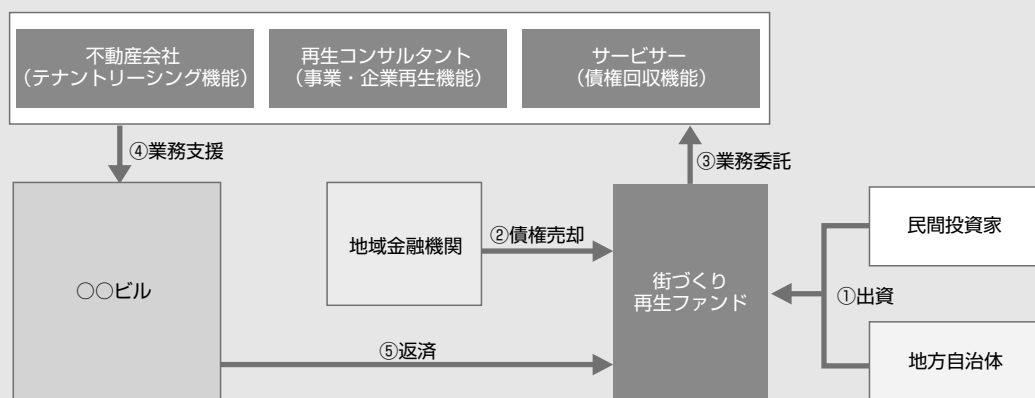 不動産会社
（テナントリーシング機能）
再生コンサルタント
（事業・企業再生機能）
サービサー
（債権回収機能）
④業務支援
③業務委託
○○ビル
地域金融機関
②債権売却
街づくり
再生ファンド
民間投資家
①出資
地方自治体
⑤返済